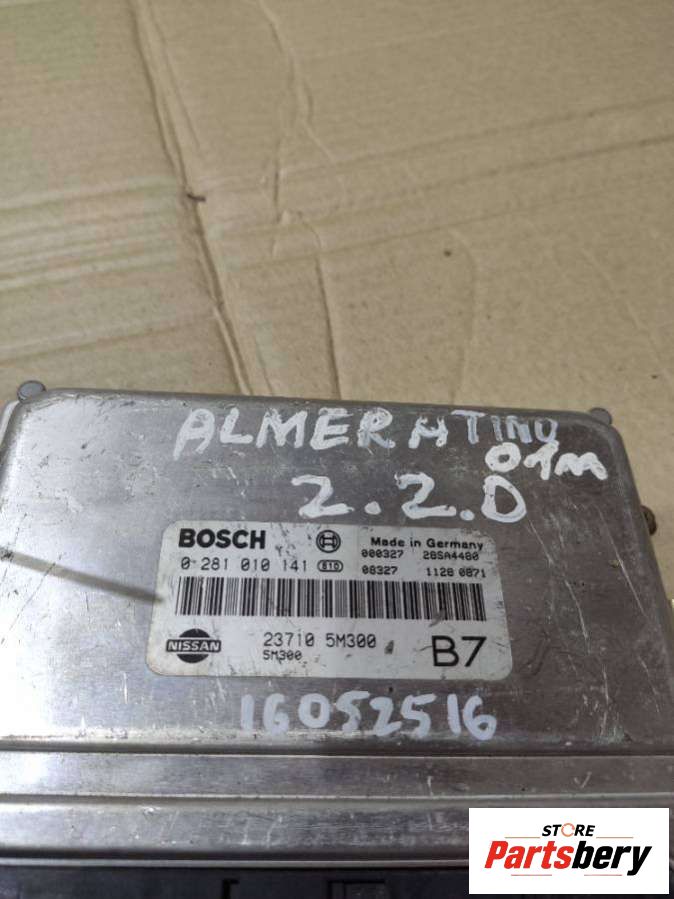 ALMERA TINO
01m
2.2.D
BOSCH
Made in Germany
0 281 010 141 610
000327 28SA4480
08327 1128 0871
NISSAN
23710 5M300
5M300
B7
16052516
STORE
Partsbery